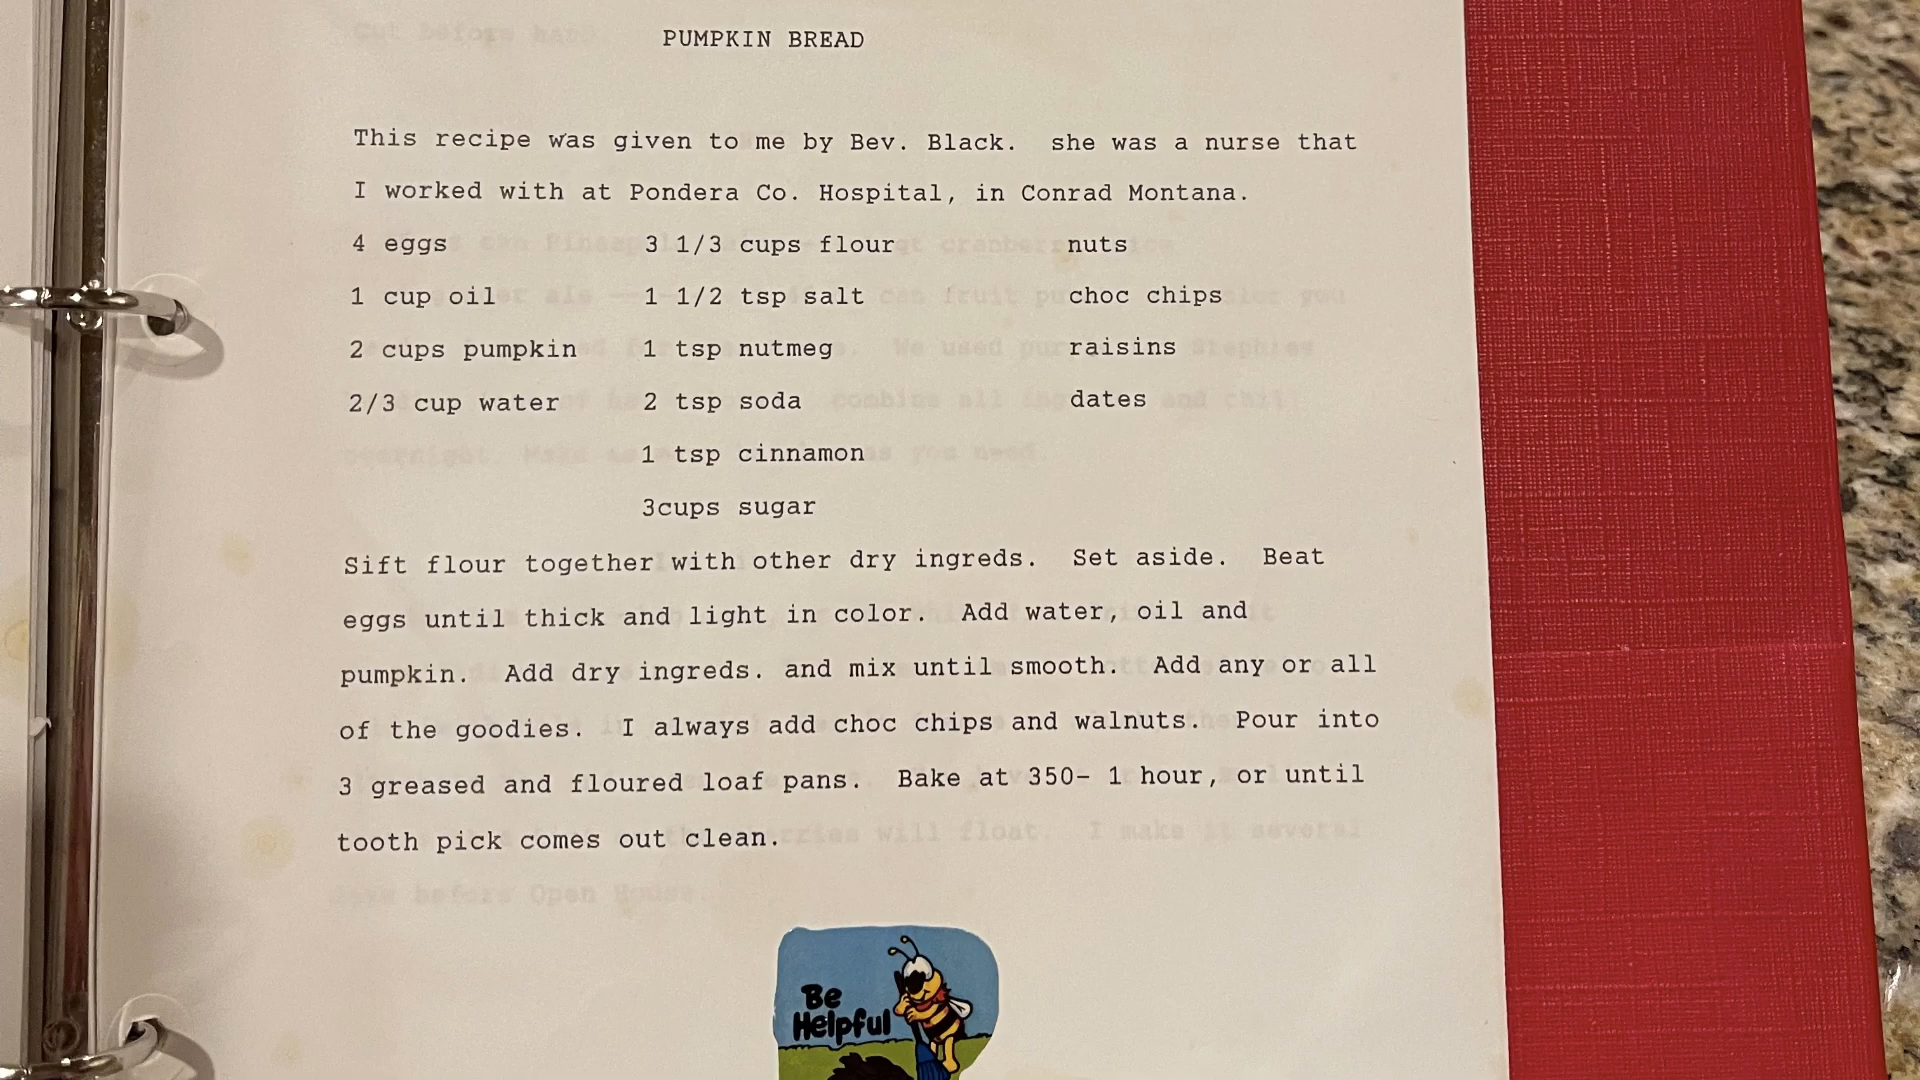 PUMPKIN BREAD
This recipe was given to me by Bev. Black. she was a nurse that
I worked with at Pondera Co. Hospital, in Conrad Montana.
4 eggs 3 1/3 cups flour nuts
1 cup oil 1 1/2 tsp salt choc chips
2 cups pumpkin 1 tsp nutmeg raisins
2/3 cup water 2 tsp soda dates
1 tsp cinnamon
3cups sugar
Sift flour together with other dry ingreds. Set aside. Beat
eggs until thick and light in color. Add water, oil and
pumpkin. Add dry ingreds. and mix until smooth. Add any or all
of the goodies. I always add choc chips and walnuts. Pour into
3 greased and floured loaf pans. Bake at 350- 1 hour, or until
tooth pick comes out clean.
Be
Helpful